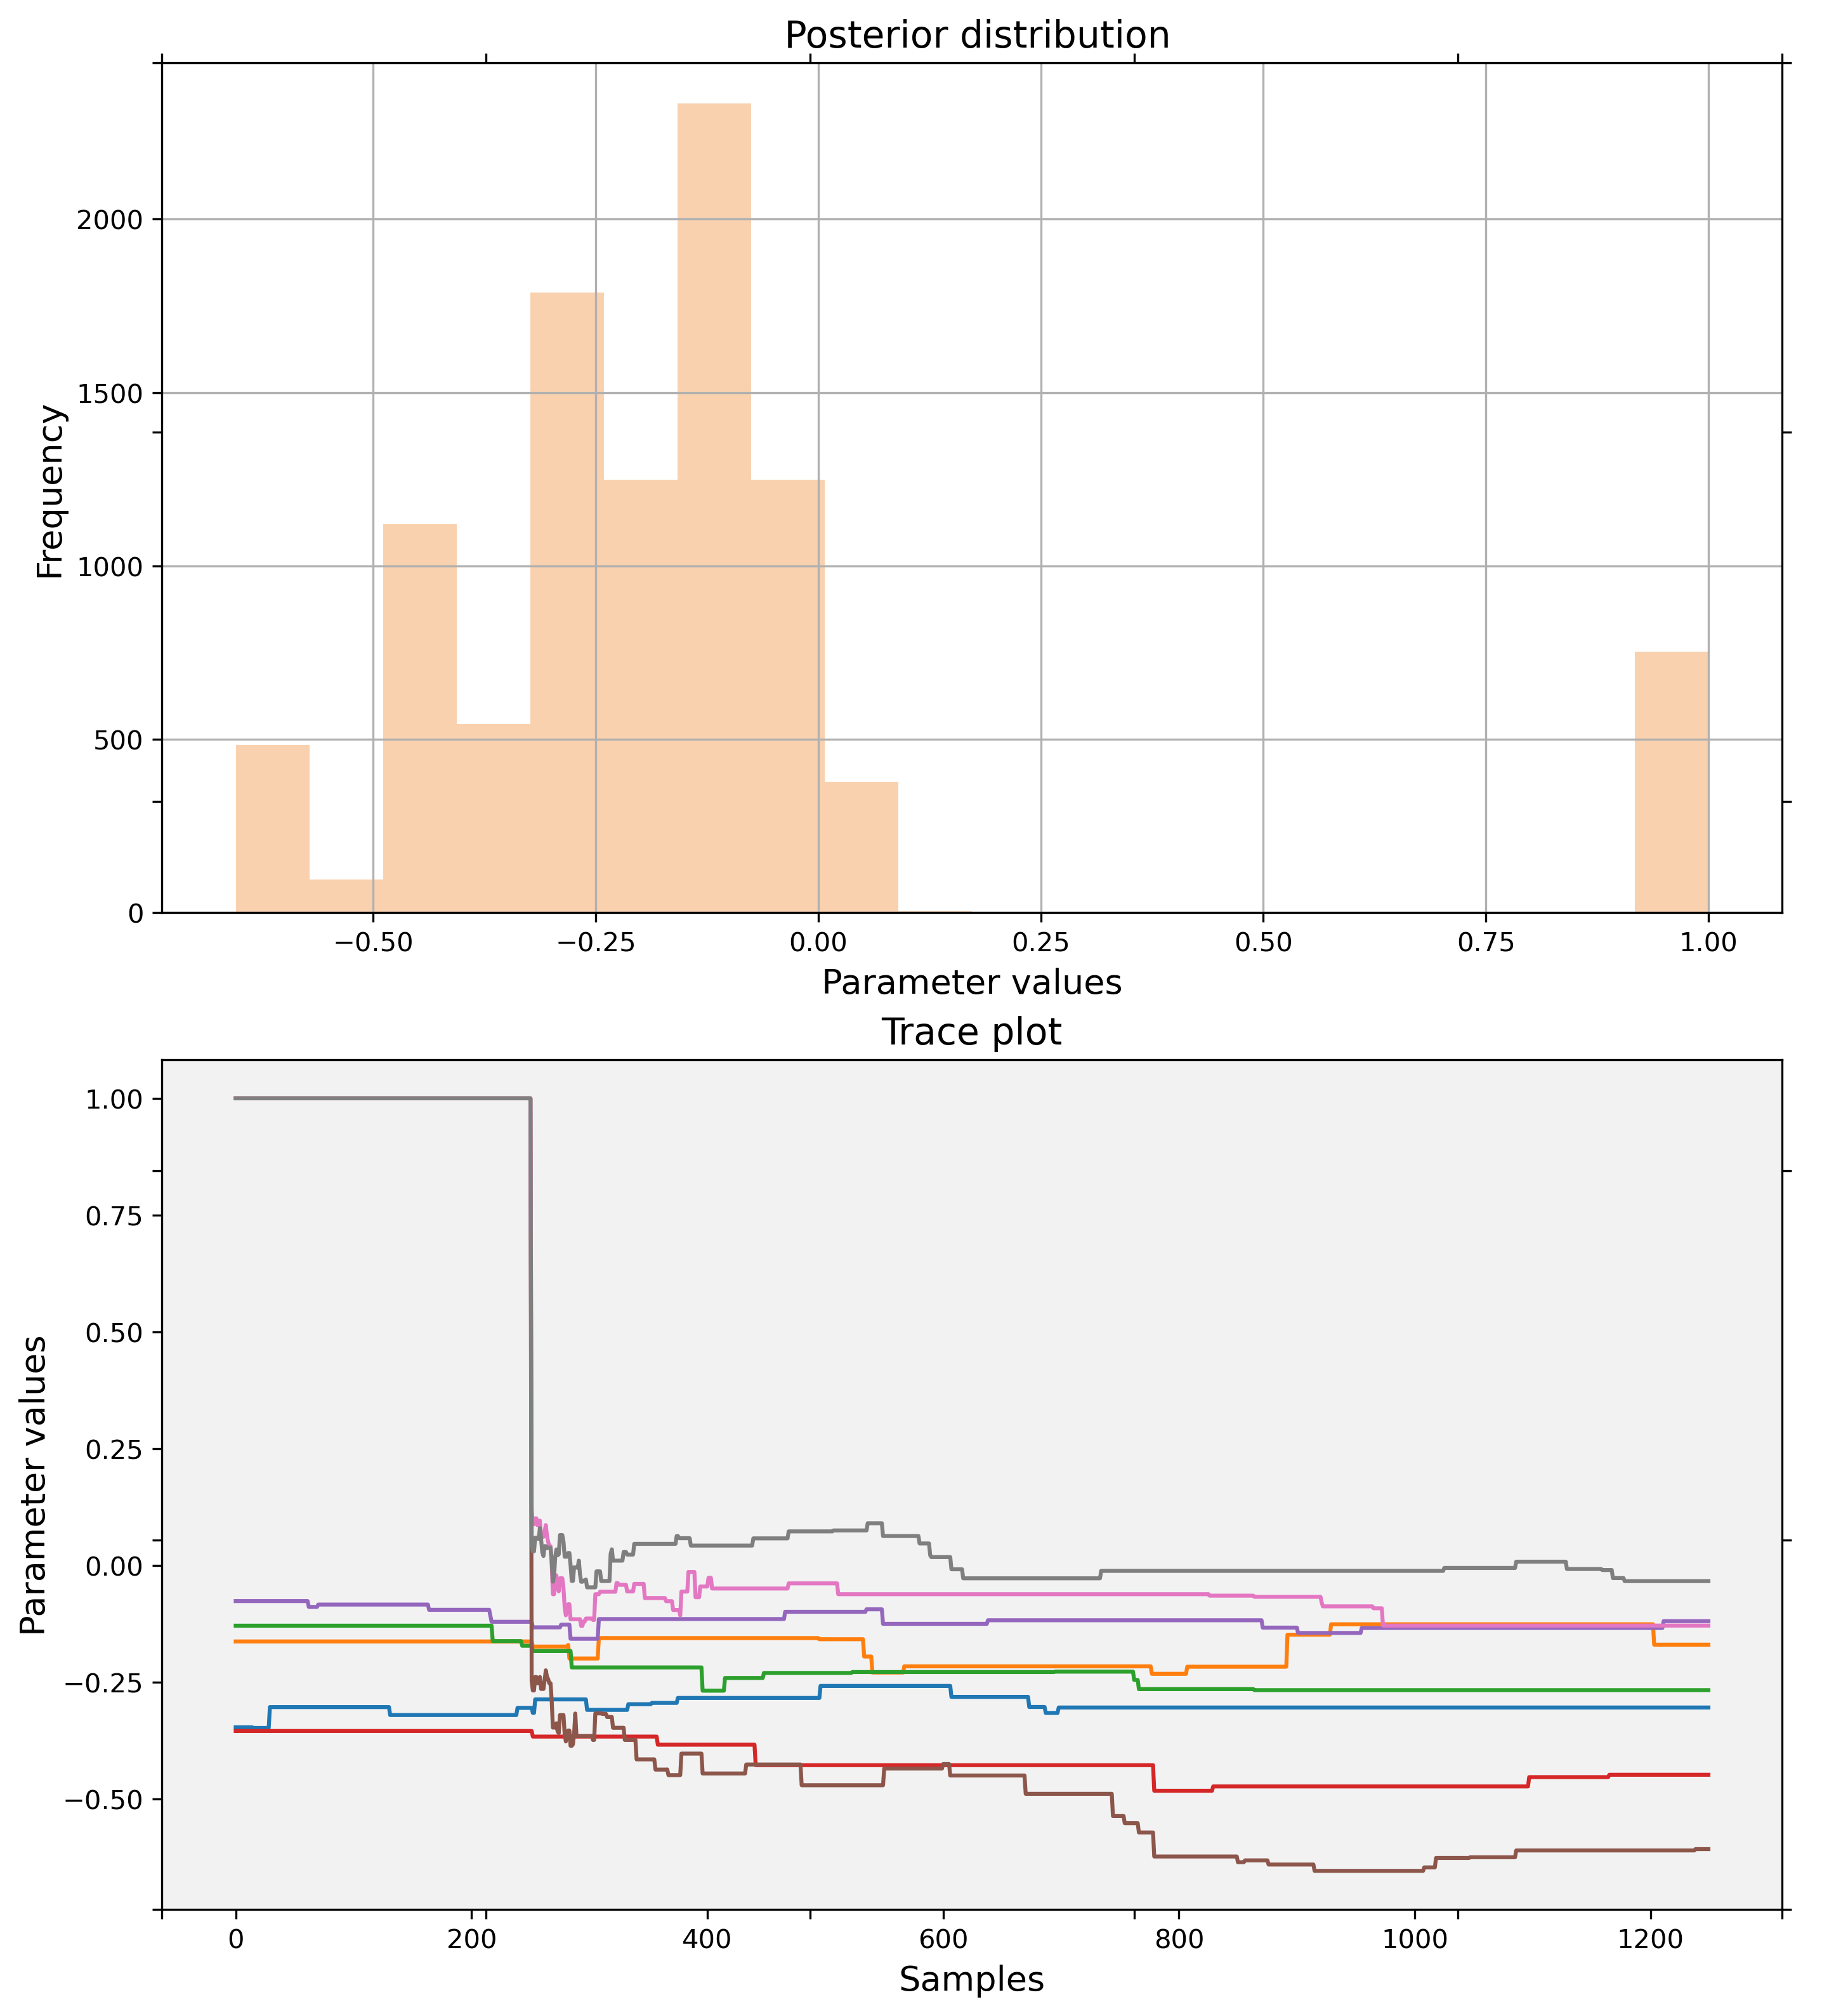 Posterior distribution
2000
1500
1000
500
0
Frequency
−0.50 −0.25 0.00 0.25 0.50 0.75 1.00
Parameter values
Trace plot
1.00
0.75
0.50
0.25
0.00
−0.25
−0.50
Parameter values
0 200 400 600 800 1000 1200
Samples